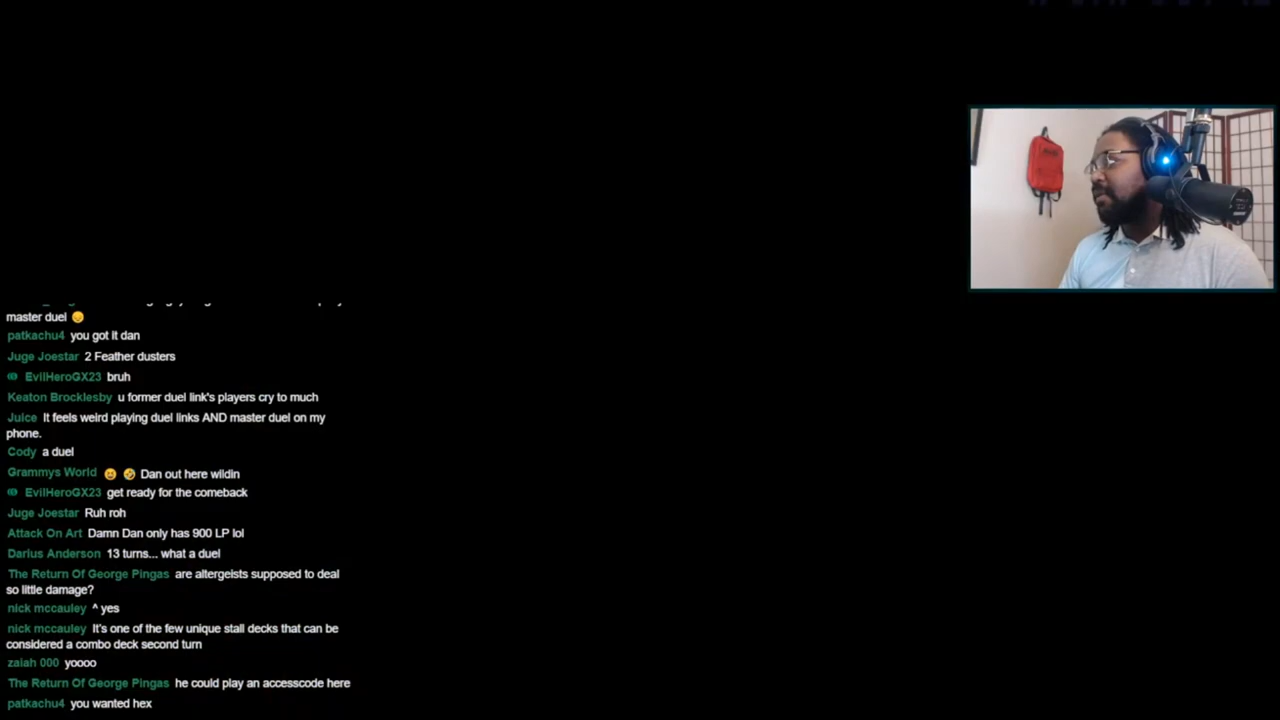 master duel 😞
patkachu4 you got it dan
Juge Joestar 2 Feather dusters
EvilHeroGX23 bruh
Keaton Brocklesby u former duel link's players cry to much
Juice It feels weird playing duel links AND master duel on my
phone.
Cody a duel
Grammys World 😆 🤣 Dan out here wildin
EvilHeroGX23 get ready for the comeback
Juge Joestar Ruh roh
Attack On Art Damn Dan only has 900 LP lol
Darius Anderson 13 turns... what a duel
The Return Of George Pingas are altergeists supposed to deal
so little damage?
nick mccauley ^ yes
nick mccauley It's one of the few unique stall decks that can be
considered a combo deck second turn
zaiah 000 yoooo
The Return Of George Pingas he could play an accesscode here
patkachu4 you wanted hex